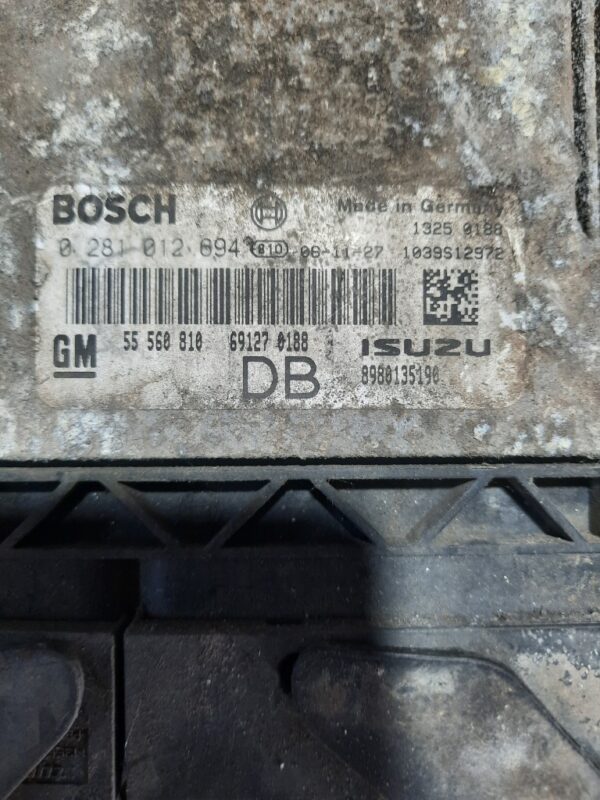 BOSCH
Made in Germany
1325 0188
0 281 012 694 810 06-11-27 1039S12972
GM 55 560 810 69127 0188 ISUZU
DB 8980135190